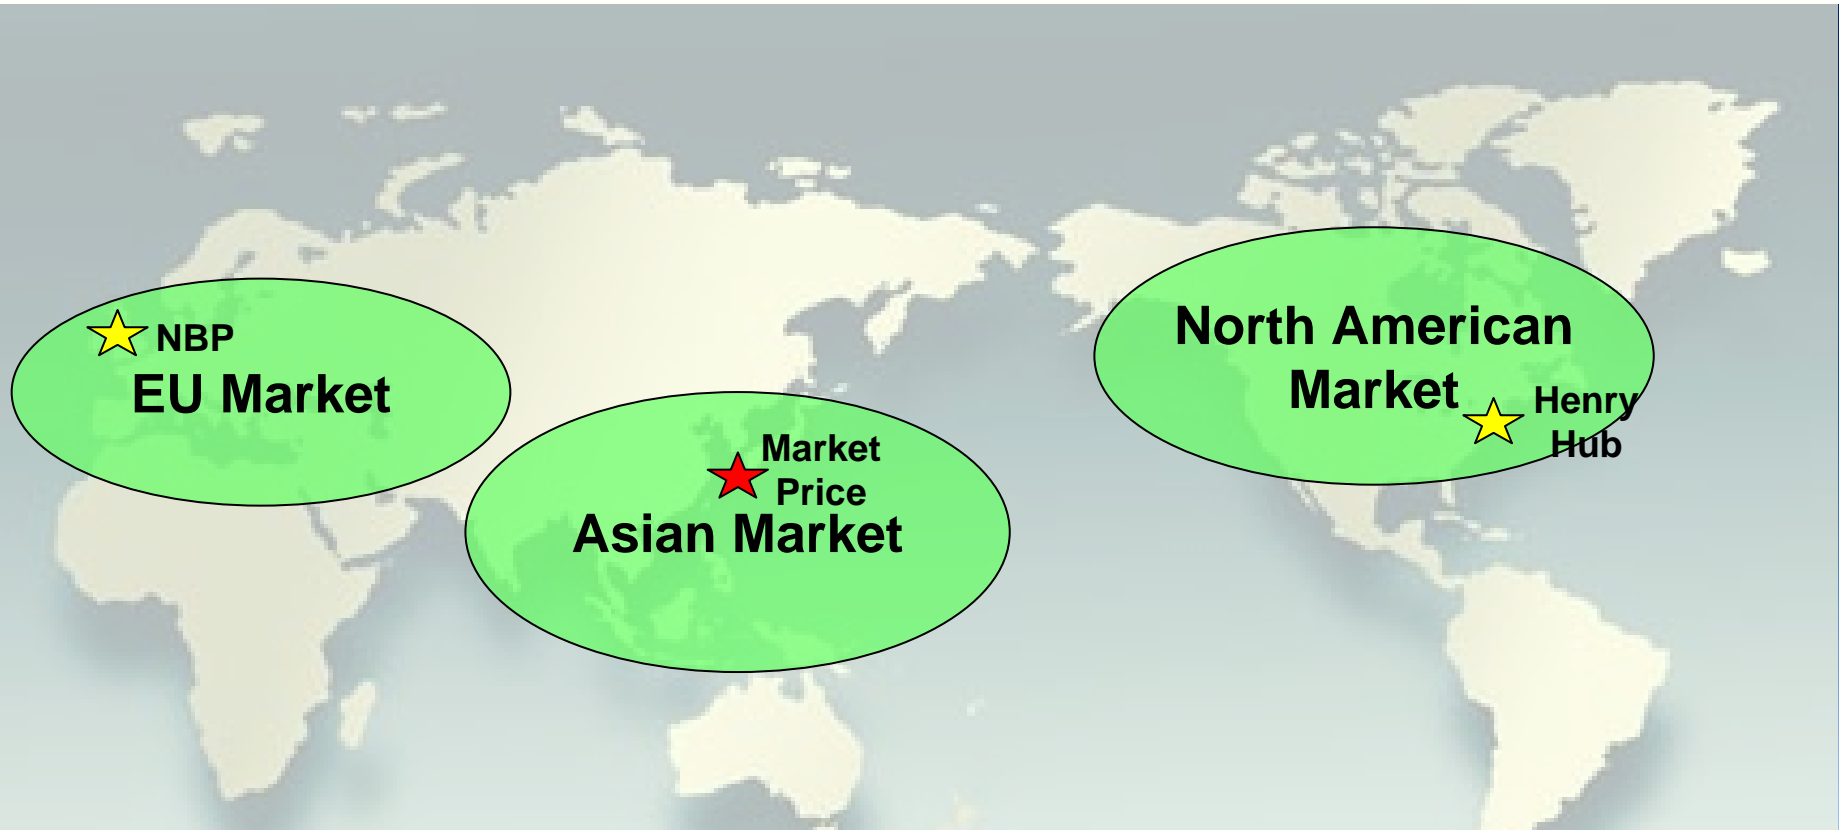 NBP
EU Market
Market
Price
Asian Market
North American
Market
Henry
Hub